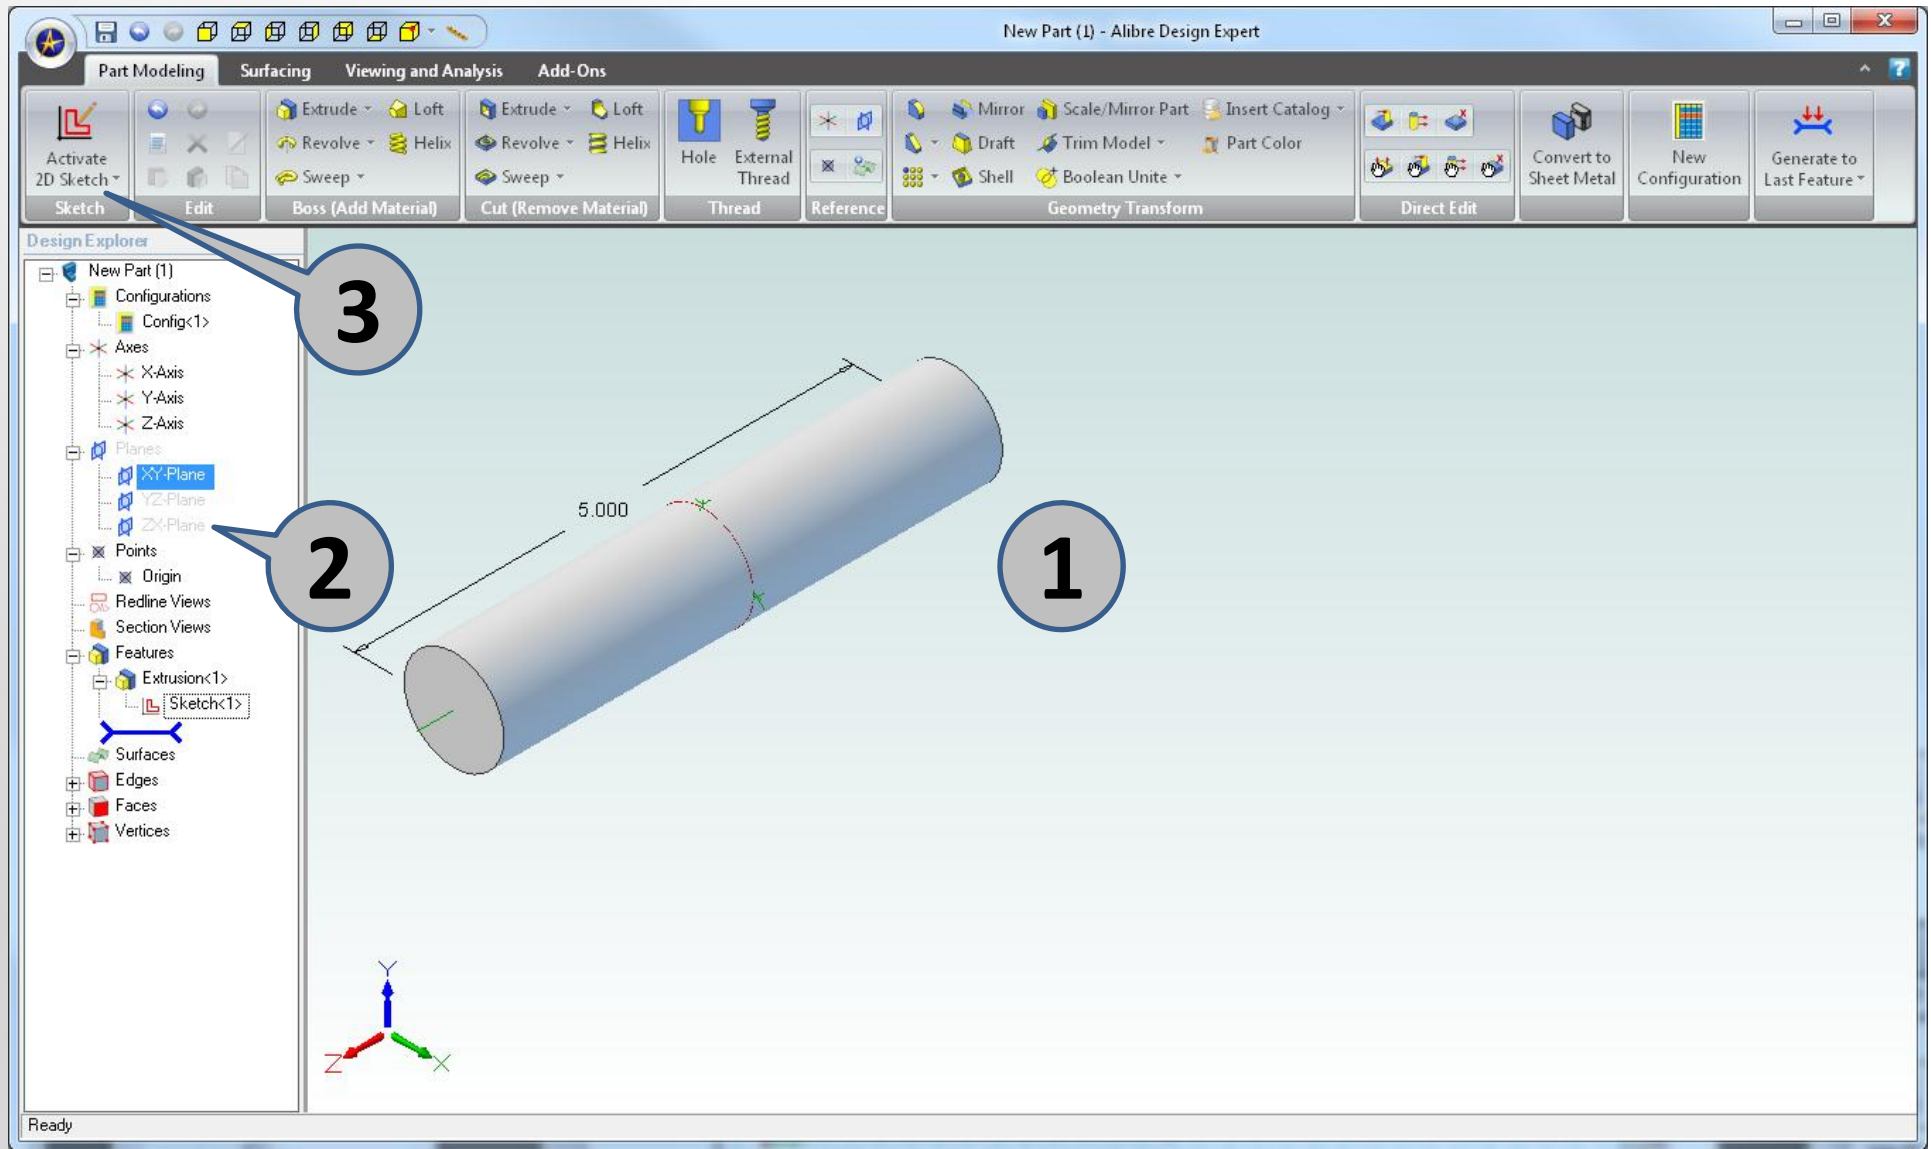 New Part (1) - Alibre Design Expert
Part Modeling Surfacing Viewing and Analysis Add-Ons
Activate
2D Sketch
Sketch
Edit
Extrude Loft
Revolve Helix
Sweep
Boss (Add Material)
Extrude Loft
Revolve Helix
Sweep
Cut (Remove Material)
Hole External
Thread
Thread
Reference
Mirror Scale/Mirror Part Insert Catalog
Draft Trim Model Part Color
Shell Boolean Unite
Geometry Transform
Direct Edit
Convert to
Sheet Metal
New
Configuration
Generate to
Last Feature
Design Explorer
New Part (1)
Configurations
Config<1>
Axes
X-Axis
Y-Axis
Z-Axis
Planes
XY-Plane
YZ-Plane
ZX-Plane
Points
Origin
Redline Views
Section Views
Features
Extrusion<1>
Sketch<1>
Surfaces
Edges
Faces
Vertices
3
2
1
5.000
Y
Z
X
Ready